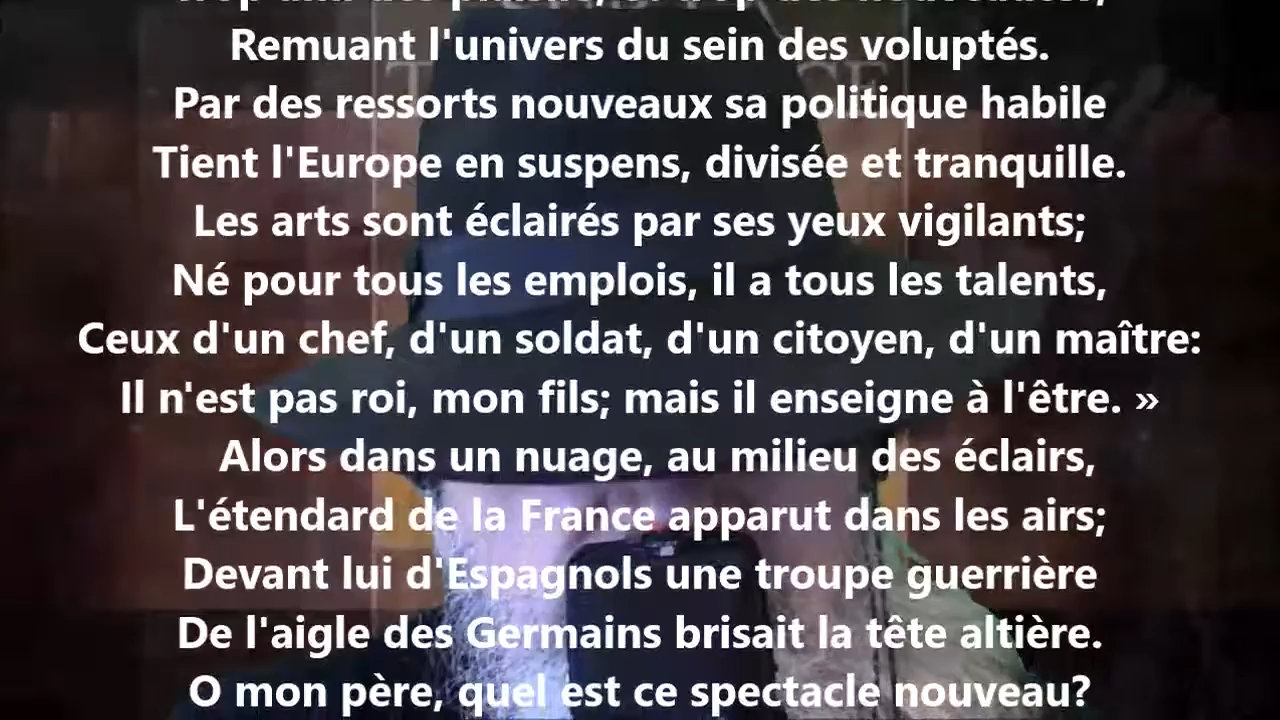 Remuant l'univers du sein des voluptés.
Par des ressorts nouveaux sa politique habile
Tient l'Europe en suspens, divisée et tranquille.
Les arts sont éclairés par ses yeux vigilants;
Né pour tous les emplois, il a tous les talents,
Ceux d'un chef, d'un soldat, d'un citoyen, d'un maître:
Il n'est pas roi, mon fils; mais il enseigne à l'être. »
Alors dans un nuage, au milieu des éclairs,
L'étendard de la France apparut dans les airs;
Devant lui d'Espagnols une troupe guerrière
De l'aigle des Germains brisait la tête altière.
O mon père, quel est ce spectacle nouveau?